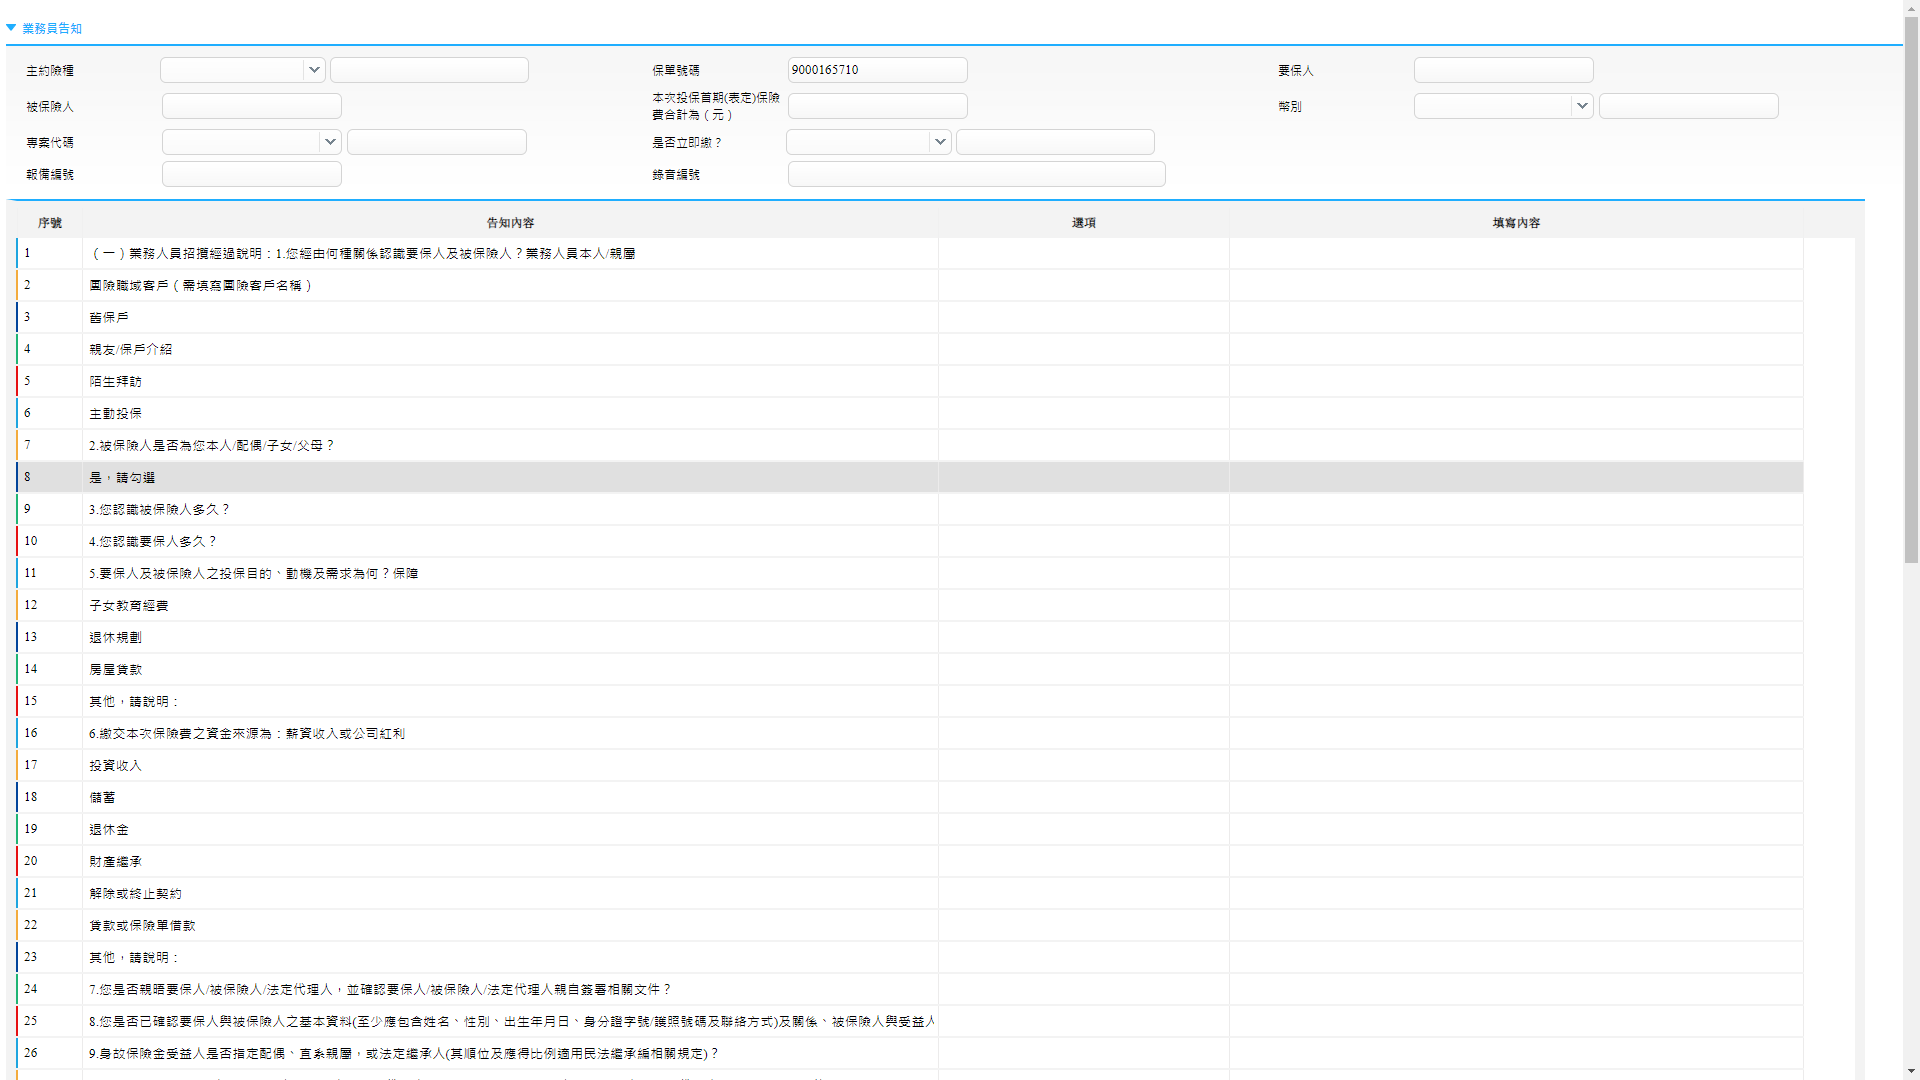 業務員告知
主約險種
保單號碼
9000165710
要保人
被保險人
本次投保首期(表定)保險
費合計為（元）
幣別
專案代碼
是否立即繳？
報備編號
錄音編號
序號 告知內容 選項 填寫內容
1 （一）業務人員招攬經過說明：1.您經由何種關係認識要保人及被保險人？業務人員本人/親屬
2 團險職域客戶（需填寫團險客戶名稱）
3 舊保戶
4 親友/保戶介紹
5 陌生拜訪
6 主動投保
7 2.被保險人是否為您本人/配偶/子女/父母？
8 是，請勾選
9 3.您認識被保險人多久？
10 4.您認識要保人多久？
11 5.要保人及被保險人之投保目的、動機及需求為何？保障
12 子女教育經費
13 退休規劃
14 房屋貸款
15 其他，請說明：
16 6.繳交本次保險費之資金來源為：薪資收入或公司紅利
17 投資收入
18 儲蓄
19 退休金
20 財產繼承
21 解除或終止契約
22 貸款或保險單借款
23 其他，請說明：
24 7.您是否親晤要保人/被保險人/法定代理人，並確認要保人/被保險人/法定代理人親自簽署相關文件？
25 8.您是否已確認要保人與被保險人之基本資料(至少應包含姓名、性別、出生年月日、身分證字號/護照號碼及聯絡方式)及關係、被保險人與受益人
26 9.身故保險金受益人是否指定配偶、直系親屬，或法定繼承人(其順位及應得比例適用民法繼承編相關規定)？